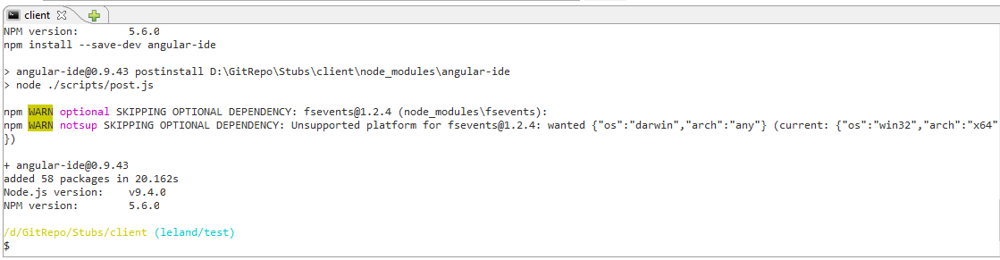 client
NPM version: 5.6.0
npm install --save-dev angular-ide
> angular-ide@0.9.43 postinstall D:\GitRepo\Stubs\client\node_modules\angular-ide
> node ./scripts/post.js
npm WARN optional SKIPPING OPTIONAL DEPENDENCY: fsevents@1.2.4 (node_modules\fsevents):
npm WARN notsup SKIPPING OPTIONAL DEPENDENCY: Unsupported platform for fsevents@1.2.4: wanted {"os":"darwin","arch":"any"} (current: {"os":"win32","arch":"x64"
})
+ angular-ide@0.9.43
added 58 packages in 20.162s
Node.js version: v9.4.0
NPM version: 5.6.0
/d/GitRepo/Stubs/client (leland/test)
$